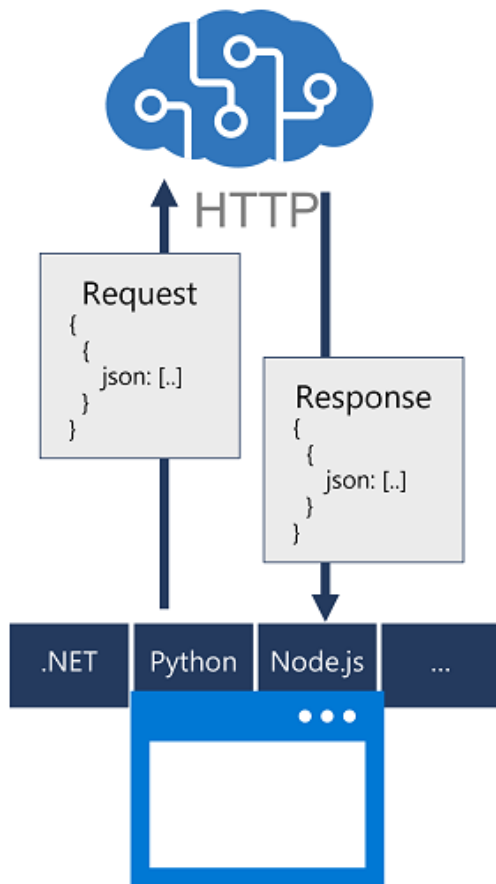 HTTP
Request
{
{
json: [..]
}
}
Response
{
{
json: [..]
}
}
.NET
Python
Node.js
...